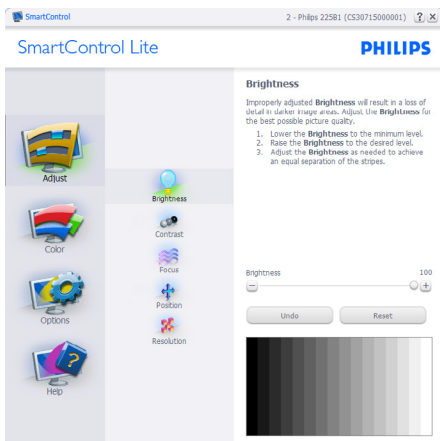 SmartControl
2 - Philips 225B1 (CS30715000001)
SmartControl Lite
PHILIPS
Adjust
Color
Options
Help
Brightness
Contrast
Focus
Position
Resolution
Brightness
Improperly adjusted Brightness will result in a loss of
detail in darker image areas. Adjust the Brightness for
the best possible picture quality.
1. Lower the Brightness to the minimum level.
2. Raise the Brightness to the desired level.
3. Adjust the Brightness as needed to achieve
an equal separation of the stripes.
Brightness 100
Undo Reset